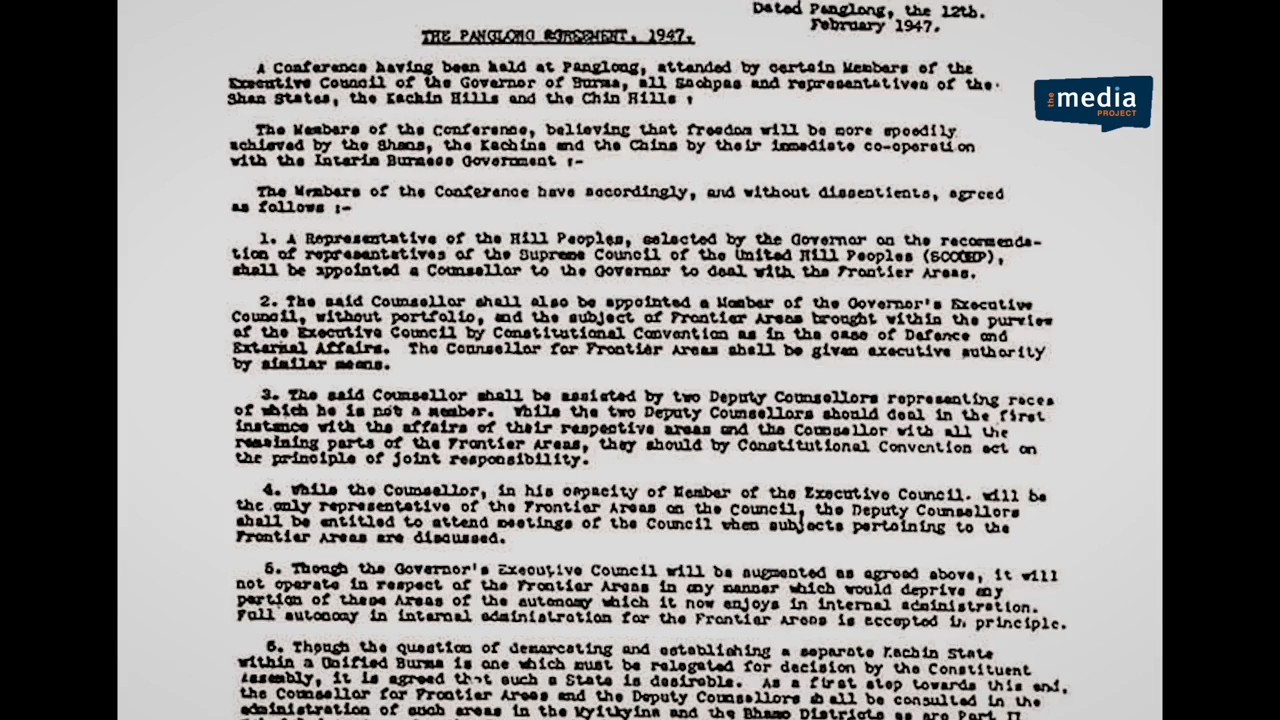 Dated Panglong, the 12th.
February 1947.
THE PANGLONG AGREEMENT, 1947.
A Conference having been held at Panglong, attended by certain Members of the
Executive Council of the Governor of Burma, all Saohpas and representatives of the
Shan States, the Kachin Hills and the Chin Hills :
the media
PROJECT
The Members of the Conference, believing that freedom will be more speedily
achieved by the Shans, the Kachins and the Chins by their immediate co-operation
with the Interim Burmese Government :-
The Members of the Conference have accordingly, and without dissentients, agreed
as follows :-
1. A Representative of the Hill Peoples, selected by the Governor on the recommenda-
tion of representatives of the Supreme Council of the United Hill Peoples (SCOUHP),
shall be appointed a Counsellor to the Governor to deal with the Frontier Areas.
2. The said Counsellor shall also be appointed a Member of the Governor's Executive
Council, without portfolio, and the subject of Frontier Areas brought within the purview
of the Executive Council by Constitutional Convention as in the case of Defence and
External Affairs. The Counsellor for Frontier Areas shall be given executive authority
by similar means.
3. The said Counsellor shall be assisted by two Deputy Counsellors representing races
of which he is not a member. While the two Deputy Counsellors should deal in the first
instance with the affairs of their respective areas and the Counsellor with all the
remaining parts of the Frontier Areas, they should by Constitutional Convention act on
the principle of joint responsibility.
4. While the Counsellor, in his capacity of Member of the Executive Council. will be
the only representative of the Frontier Areas on the Council, the Deputy Counsellors
shall be entitled to attend meetings of the Council when subjects pertaining to the
Frontier Areas are discussed.
5. Though the Governor's Executive Council will be augmented as agreed above, it will
not operate in respect of the Frontier Areas in any manner which would deprive any
portion of these Areas of the autonomy which it now enjoys in internal administration.
Full autonomy in internal administration for the Frontier Areas is accepted in principle.
6. Though the question of demarcating and establishing a separate Kachin State
within a Unified Burma is one which must be relegated for decision by the Constituent
Assembly, it is agreed that such a State is desirable. As a first step towards this end,
the Counsellor for Frontier Areas and the Deputy Counsellors shall be consulted in the
administration of such areas in the Myitkyina and the Bhamo Districts as are Part II